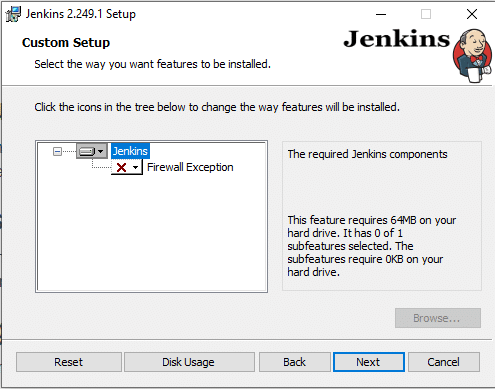 Jenkins 2.249.1 Setup
Custom Setup
Jenkins
Select the way you want features to be installed.
Click the icons in the tree below to change the way features will be installed.
Jenkins
Firewall Exception
The required Jenkins components
This feature requires 64MB on your
hard drive. It has 0 of 1
subfeatures selected. The
subfeatures require 0KB on your
hard drive.
Browse...
Reset
Disk Usage
Back
Next
Cancel